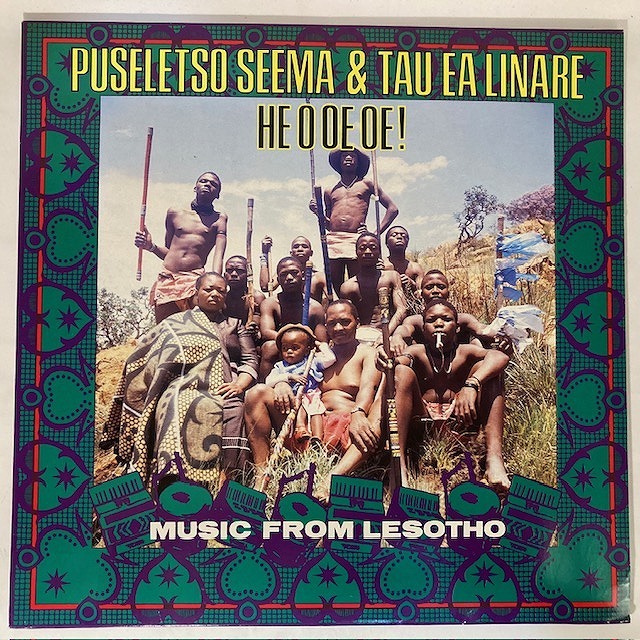 PUSELETSO SEEMA & TAU EA LINARE
HE O OE OE!
MUSIC FROM LESOTHO